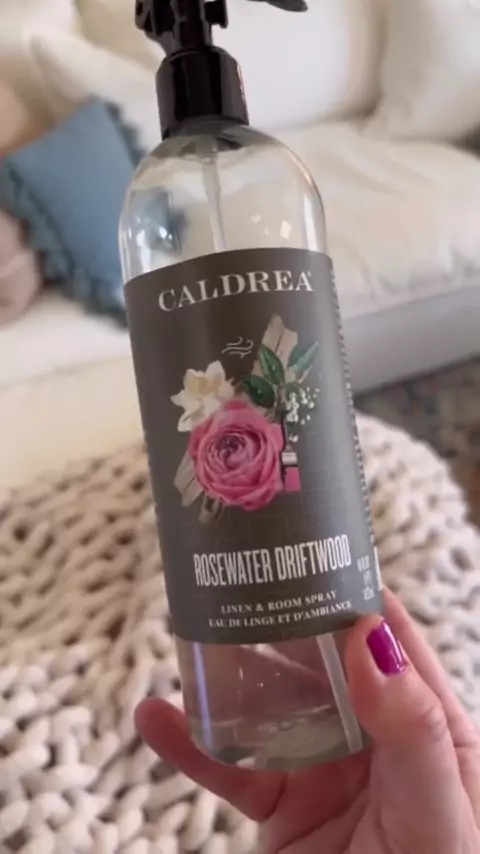 CALDREA
ROSEWATER DRIFTWOOD
LINEN & ROOM SPRAY
EAU DE LINGE ET D'AMBIANCE